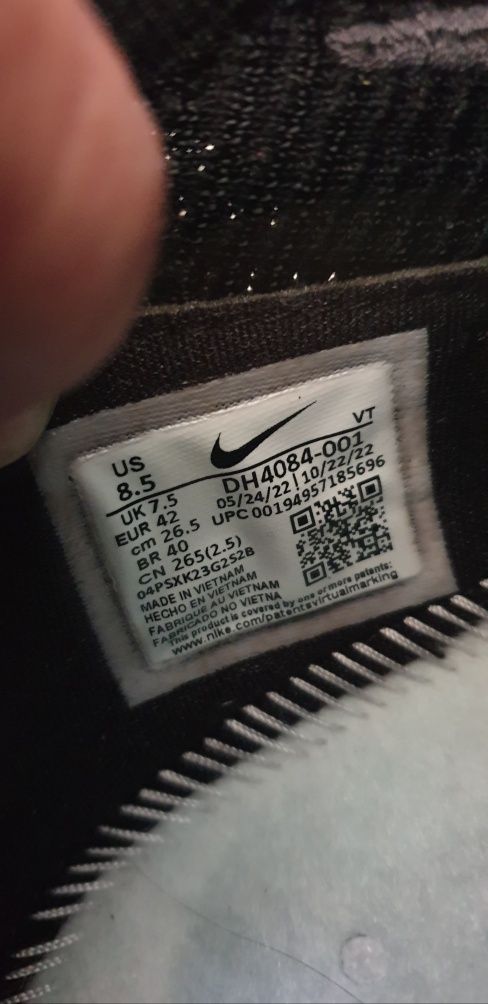 VT
US
8.5
UK 7.5
EUR 42
cm 26.5
BR 40
CN 265(2.5)
DH4084-001
05/24/22 | 10/22/22
UPC 00194957185696
04PSXK23G2S2B
MADE IN VIETNAM
HECHO EN VIETNAM
FABRIQUE AU VIETNAM
FABRICADO NO VIETNA
This product is covered by one or more patents:
www.nike.com/patentsvirtualmarking